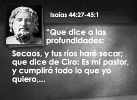 Isaías 44:27-45:1
"Que dice a las
profundidades:
Secaos, y tus ríos haré secar;
que dice de Ciro: Es mi pastor,
y cumplirá todo lo que yo
quiero,...